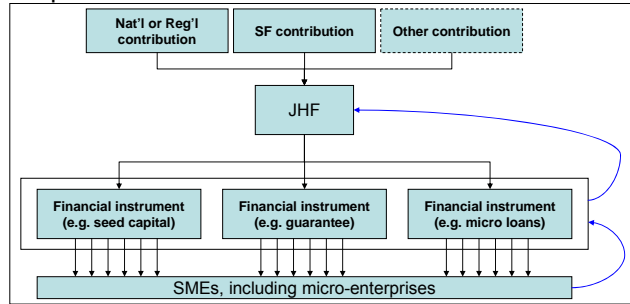 Nat'l or Reg'l
contribution
SF contribution
Other contribution
JHF
Financial instrument
(e.g. seed capital)
Financial instrument
(e.g. guarantee)
Financial instrument
(e.g. micro loans)
SMEs, including micro-enterprises